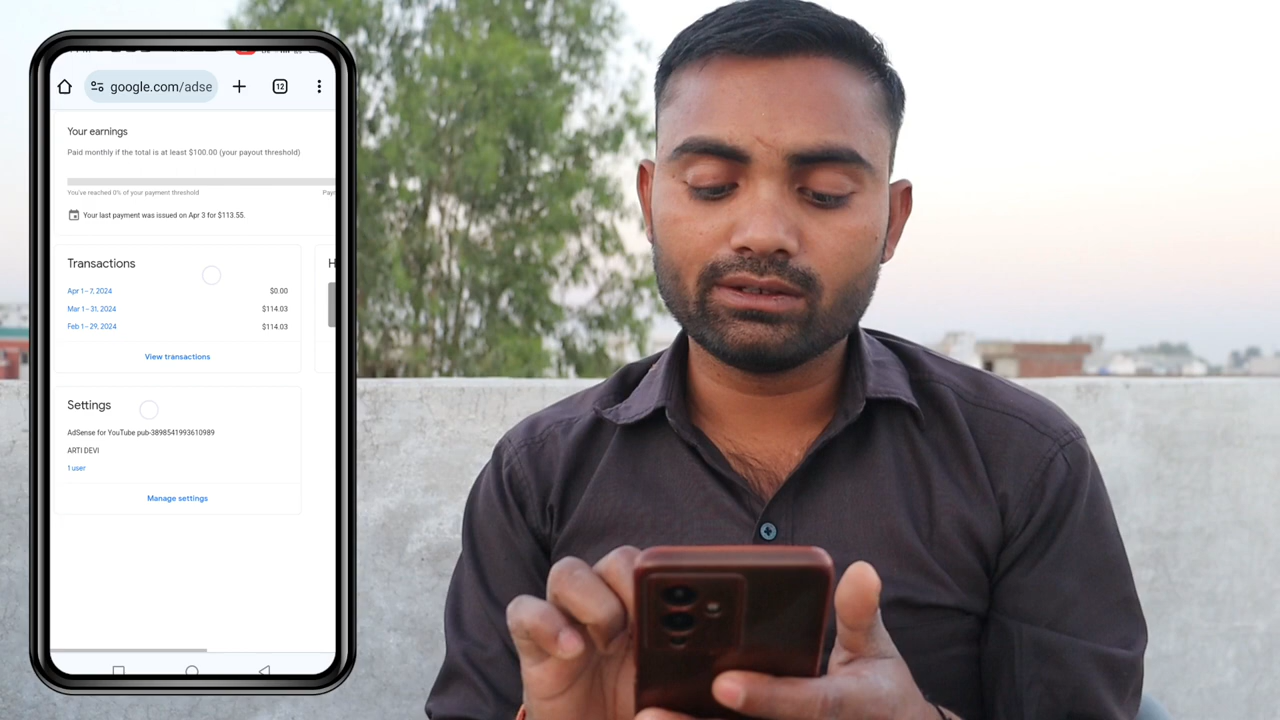 google.com/adse
12
Your earnings
Paid monthly if the total is at least $100.00 (your payout threshold)
You've reached 0% of your payment threshold
Your last payment was issued on Apr 3 for $113.55.
Transactions
Apr 1 – 7, 2024 $0.00
Mar 1 – 31, 2024 $114.03
Feb 1 – 29, 2024 $114.03
View transactions
Settings
AdSense for YouTube pub-3898541993610989
ARTI DEVI
1 user
Manage settings